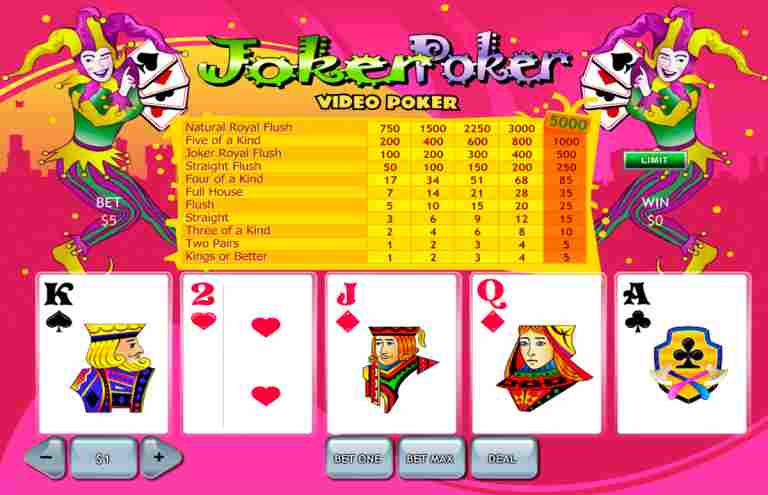 Joker Poker
VIDEO POKER
Natural Royal Flush 750 1500 2250 3000 5000
Five of a Kind 200 400 600 800 1000
Joker Royal Flush 100 200 300 400 500
Straight Flush 50 100 150 200 250
Four of a Kind 17 34 51 68 85
Full House 7 14 21 28 35
Flush 5 10 15 20 25
Straight 3 6 9 12 15
Three of a Kind 2 4 6 8 10
Two Pairs 1 2 3 4 5
Kings or Better 1 2 3 4 5
LIMIT
BET
$5
WIN
$0
K 2 J Q A
- $1 + BET ONE BET MAX DEAL